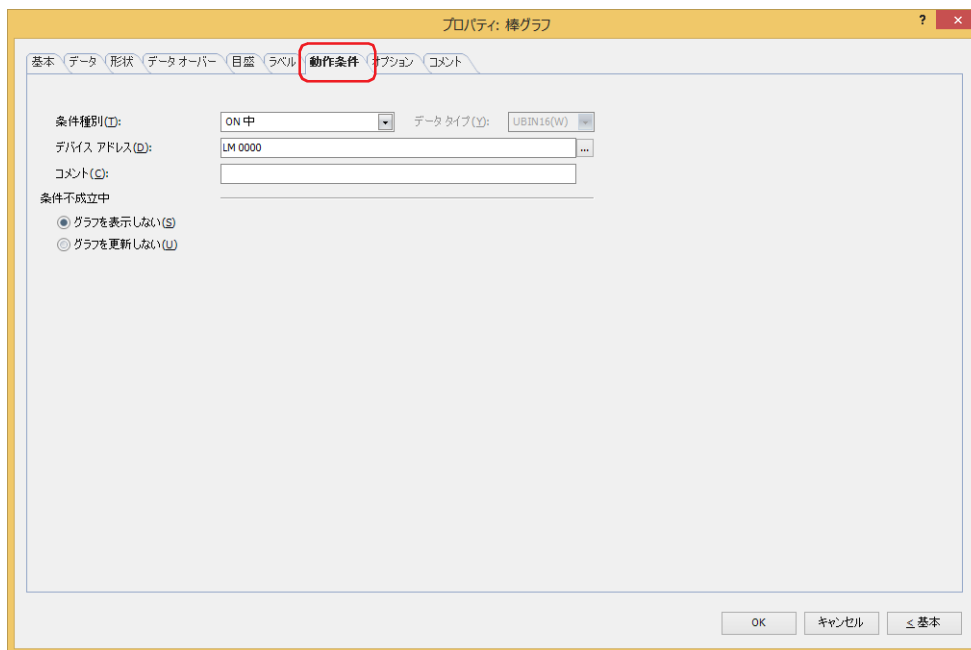 プロパティ: 棒グラフ ? ×
基本 データ 形状 データ オーバー 目盛 ラベル 動作条件 オプション コメント
条件種別(T): ON 中 データ タイプ(Y): UBIN16(W)
デバイス アドレス(D): LM 0000 ...
コメント(C):
条件不成立中
グラフを表示しない(S)
グラフを更新しない(U)
OK キャンセル ≤ 基本